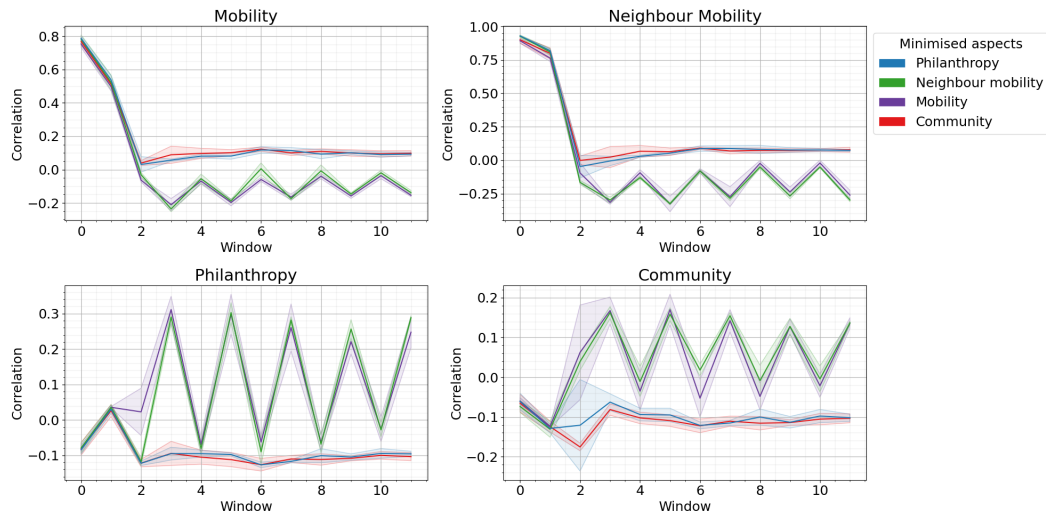 Mobility
Correlation
0.8
0.6
0.4
0.2
0.0
−0.2
0 2 4 6 8 10
Window
Neighbour Mobility
Correlation
1.00
0.75
0.50
0.25
0.00
−0.25
0 2 4 6 8 10
Window
Minimised aspects
Philanthropy
Neighbour mobility
Mobility
Community
Philanthropy
Correlation
0.3
0.2
0.1
0.0
−0.1
0 2 4 6 8 10
Window
Community
Correlation
0.2
0.1
0.0
−0.1
−0.2
0 2 4 6 8 10
Window